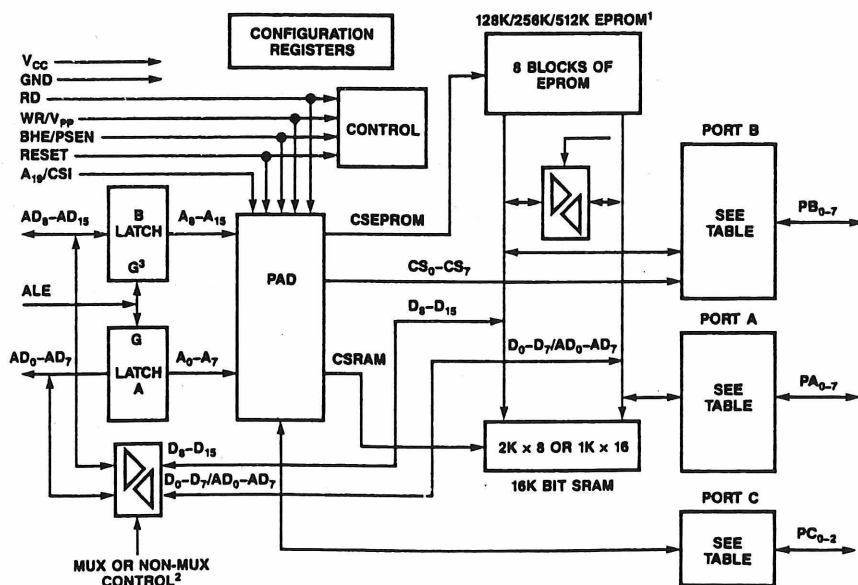 128K/256K/512K EPROM¹
CONFIGURATION
REGISTERS
8 BLOCKS OF
EPROM
V_CC
GND
RD
WR/V_PP
BHE/PSEN
RESET
A₁₉/CSI
CONTROL
PORT B
AD₈–AD₁₅
B
LATCH
G³
A₈–A₁₅
CSEPROM
SEE
TABLE
PB₀₋₇
PAD
CS₀–CS₇
ALE
D₈–D₁₅
PORT A
G
LATCH
A
AD₀–AD₇
A₀–A₇
CSRAM
D₀–D₇/AD₀–AD₇
SEE
TABLE
PA₀₋₇
D₈–D₁₅
2K × 8 OR 1K × 16
D₀–D₇/AD₀–AD₇
16K BIT SRAM
PORT C
SEE
TABLE
PC₀₋₂
MUX OR NON-MUX
CONTROL²